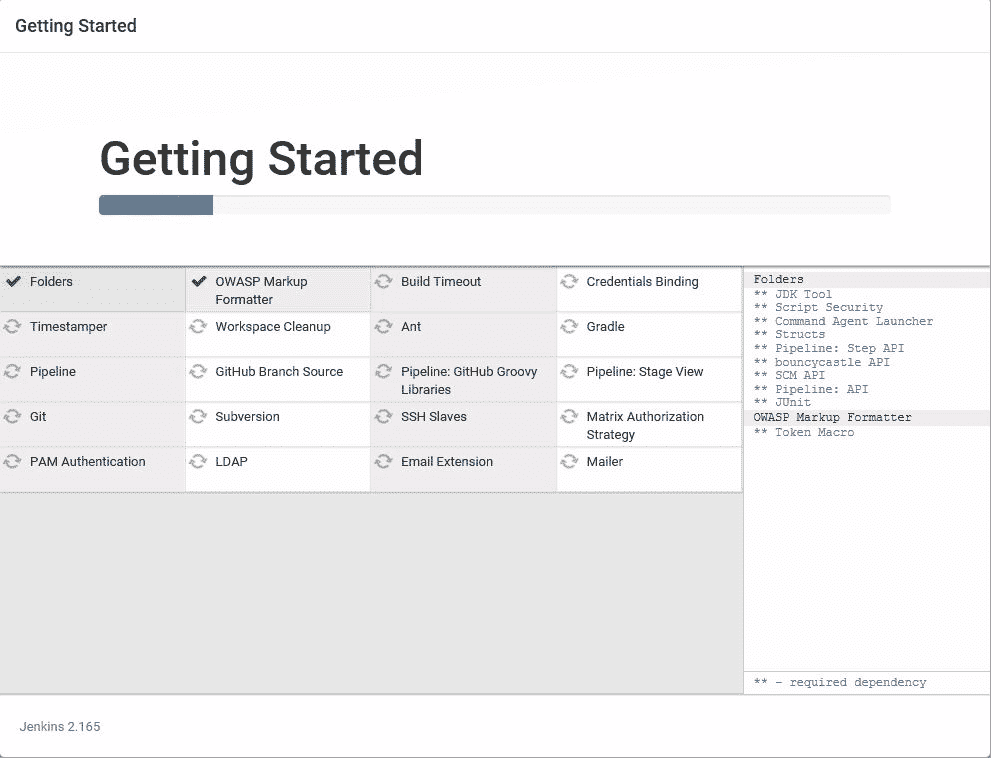 Getting Started
Getting Started
Folders
OWASP Markup
Formatter
Build Timeout
Credentials Binding
Timestamper
Workspace Cleanup
Ant
Gradle
Pipeline
GitHub Branch Source
Pipeline: GitHub Groovy
Libraries
Pipeline: Stage View
Git
Subversion
SSH Slaves
Matrix Authorization
Strategy
PAM Authentication
LDAP
Email Extension
Mailer
Folders
** JDK Tool
** Script Security
** Command Agent Launcher
** Structs
** Pipeline: Step API
** bouncycastle API
** SCM API
** Pipeline: API
** JUnit
OWASP Markup Formatter
** Token Macro
** - required dependency
Jenkins 2.165